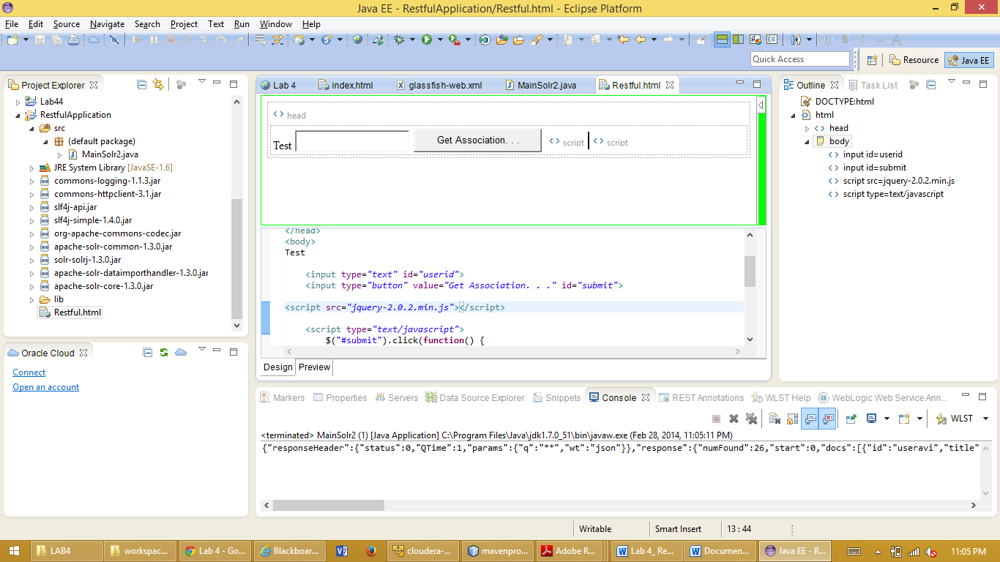 Java EE - RestfulApplication/Restful.html - Eclipse Platform
File Edit Source Navigate Search Project Text Run Window Help
Quick Access
Resource
Java EE
Project Explorer
Lab44
RestfulApplication
src
(default package)
MainSolr2.java
JRE System Library [JavaSE-1.6]
commons-logging-1.1.3.jar
commons-httpclient-3.1.jar
slf4j-api.jar
slf4j-simple-1.4.0.jar
org-apache-commons-codec.jar
apache-solr-common-1.3.0.jar
solr-solrj-1.3.0.jar
apache-solr-dataimporthandler-1.3.0.jar
apache-solr-core-1.3.0.jar
lib
Restful.html
Oracle Cloud
Connect
Open an account
Lab 4 index.html glassfish-web.xml MainSolr2.java Restful.html
head
Test Get Association. . . script script
</head>
<body>
Test
<input type="text" id="userid">
<input type="button" value="Get Association. . ." id="submit">
<script src="jquery-2.0.2.min.js"></script>
<script type="text/javascript">
$("#submit").click(function() {
Design Preview
Outline Task List
DOCTYPE:html
html
head
body
input id=userid
input id=submit
script src=jquery-2.0.2.min.js
script type=text/javascript
Markers Properties Servers Data Source Explorer Snippets Console REST Annotations WLST Help WebLogic Web Service Ann...
WLST
<terminated> MainSolr2 (1) [Java Application] C:\Program Files\Java\jdk1.7.0_51\bin\javaw.exe (Feb 28, 2014, 11:05:11 PM)
{"responseHeader":{"status":0,"QTime":1,"params":{"q":"**","wt":"json"}},"response":{"numFound":26,"start":0,"docs":[{"id":"useravi","title"
Writable Smart Insert 13 : 44
LAB4 workspac... Lab 4 - Go... Blackboar... cloudera-... mavenpro... Adobe R... Lab 4_ Re... Documen... Java EE - R... 11:05 PM